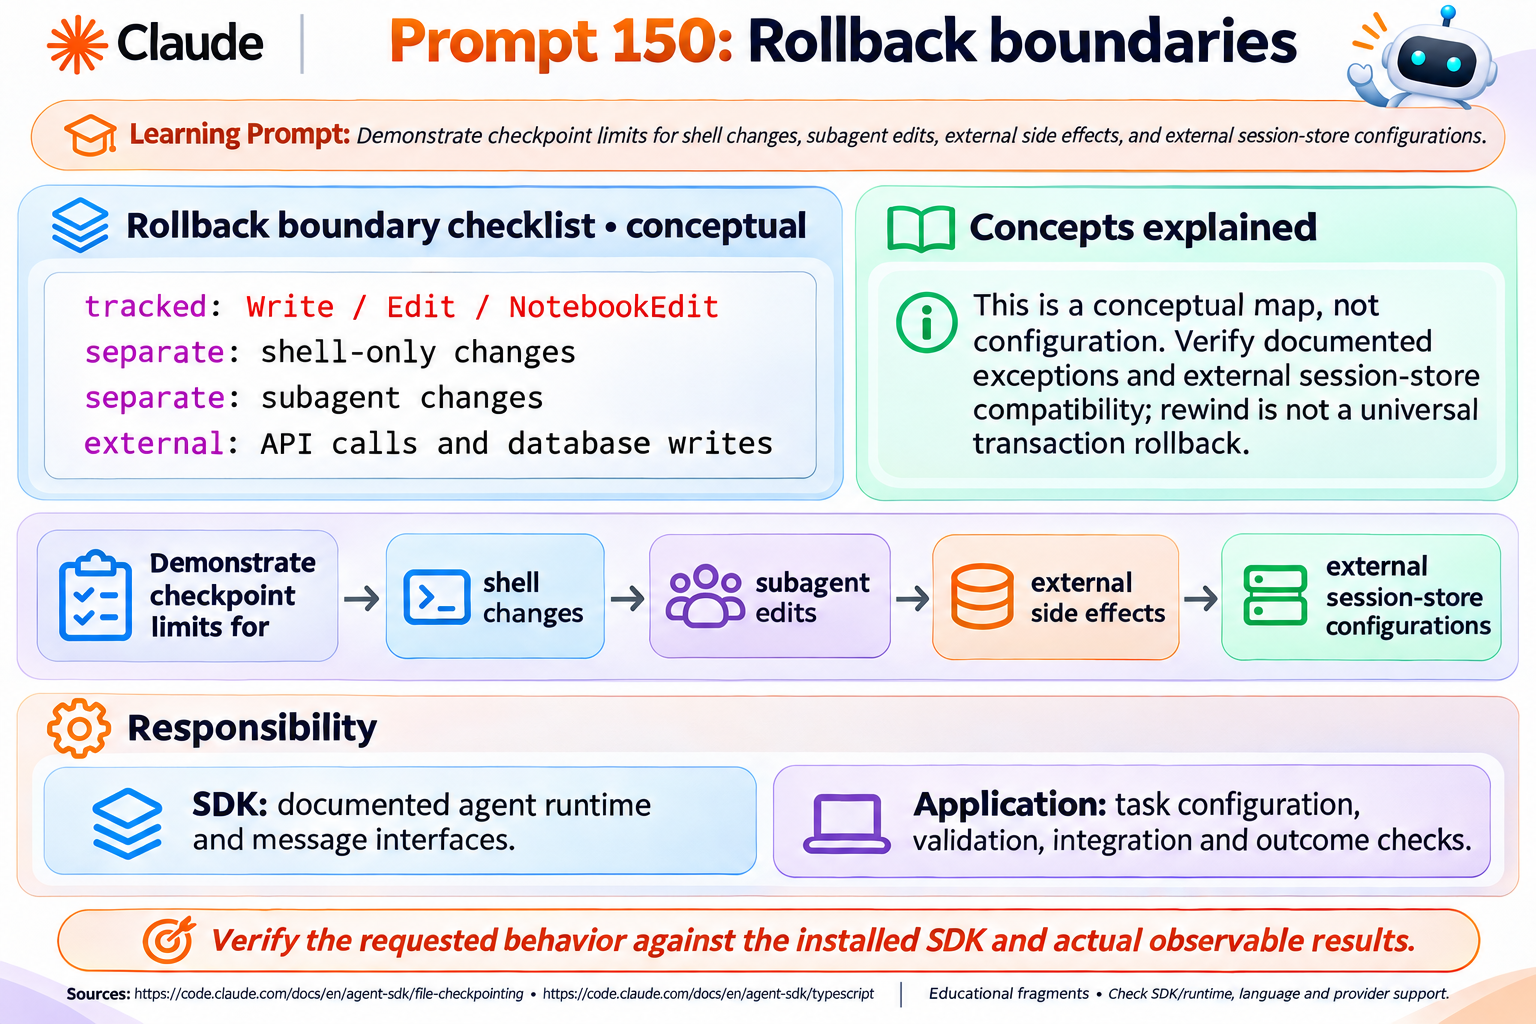 Claude
Prompt 150: Rollback boundaries
Learning Prompt: Demonstrate checkpoint limits for shell changes, subagent edits, external side effects, and external session-store configurations.
Rollback boundary checklist • conceptual
tracked: Write / Edit / NotebookEdit
separate: shell-only changes
separate: subagent changes
external: API calls and database writes
Concepts explained
This is a conceptual map, not
configuration. Verify documented
exceptions and external session-store
compatibility; rewind is not a universal
transaction rollback.
Demonstrate
checkpoint
limits for
shell
changes
subagent
edits
external
side effects
external
session-store
configurations
Responsibility
SDK: documented agent runtime
and message interfaces.
Application: task configuration,
validation, integration and outcome checks.
Verify the requested behavior against the installed SDK and actual observable results.
Sources: https://code.claude.com/docs/en/agent-sdk/file-checkpointing • https://code.claude.com/docs/en/agent-sdk/typescript
Educational fragments • Check SDK/runtime, language and provider support.